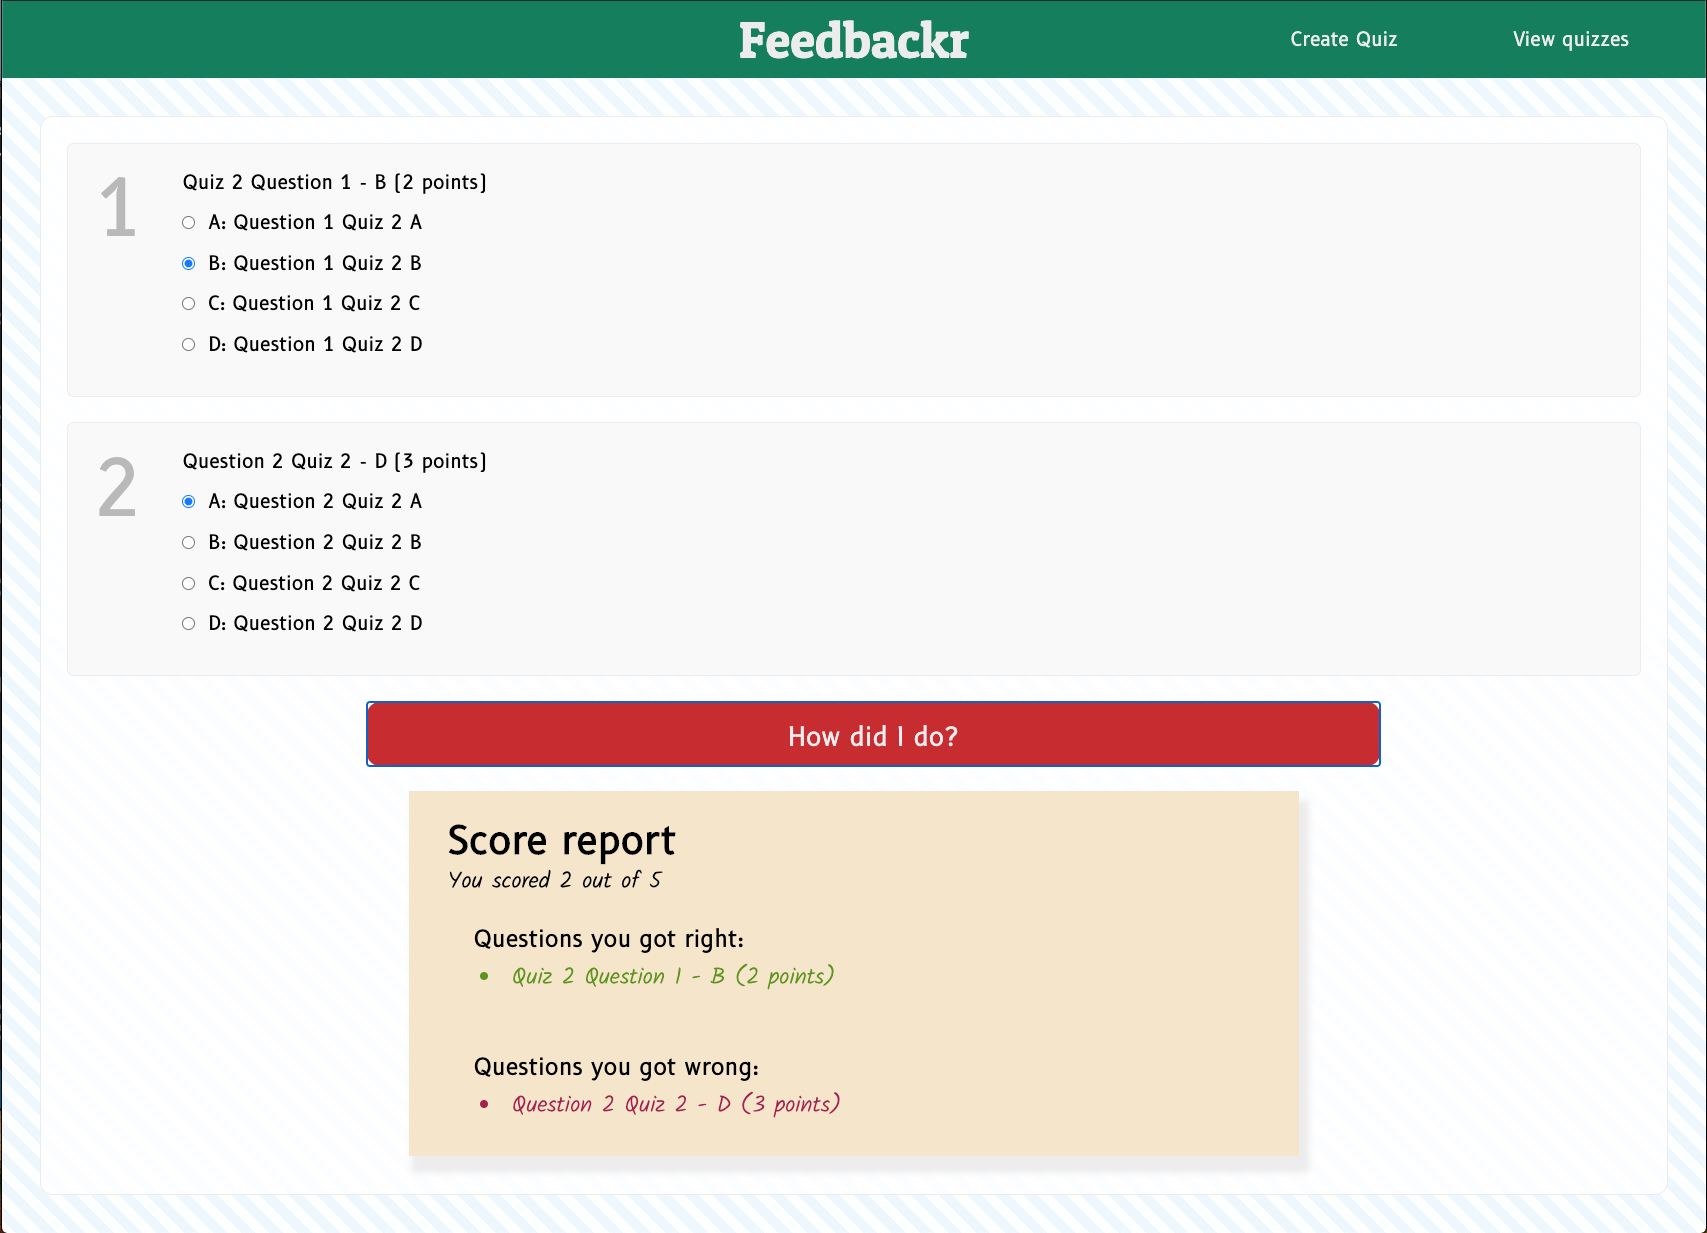 Feedbackr
Create Quiz
View quizzes
1
Quiz 2 Question 1 - B (2 points)
A: Question 1 Quiz 2 A
B: Question 1 Quiz 2 B
C: Question 1 Quiz 2 C
D: Question 1 Quiz 2 D
2
Question 2 Quiz 2 - D (3 points)
A: Question 2 Quiz 2 A
B: Question 2 Quiz 2 B
C: Question 2 Quiz 2 C
D: Question 2 Quiz 2 D
How did I do?
Score report
You scored 2 out of 5
Questions you got right:
• Quiz 2 Question 1 - B (2 points)
Questions you got wrong:
• Question 2 Quiz 2 - D (3 points)